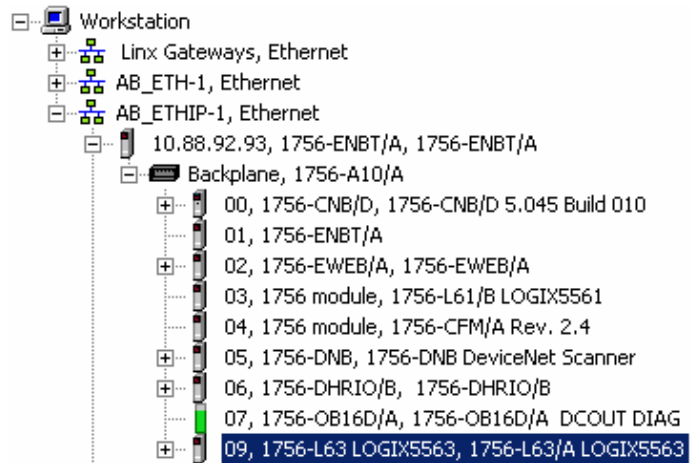 Workstation
Linx Gateways, Ethernet
AB_ETH-1, Ethernet
AB_ETHIP-1, Ethernet
10.88.92.93, 1756-ENBT/A, 1756-ENBT/A
Backplane, 1756-A10/A
00, 1756-CNB/D, 1756-CNB/D 5.045 Build 010
01, 1756-ENBT/A
02, 1756-EWEB/A, 1756-EWEB/A
03, 1756 module, 1756-L61/B LOGIX5561
04, 1756 module, 1756-CFM/A Rev. 2.4
05, 1756-DNB, 1756-DNB DeviceNet Scanner
06, 1756-DHRIO/B, 1756-DHRIO/B
07, 1756-OB16D/A, 1756-OB16D/A DCOUT DIAG
09, 1756-L63 LOGIX5563, 1756-L63/A LOGIX5563